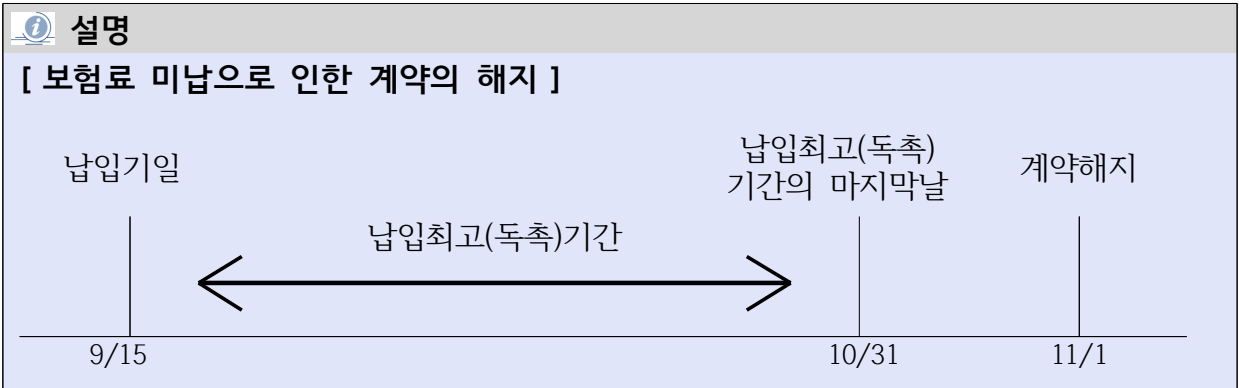 설명
[ 보험료 미납으로 인한 계약의 해지 ]
납입기일
납입최고(독촉)
기간의 마지막날
계약해지
납입최고(독촉)기간
9/15
10/31
11/1